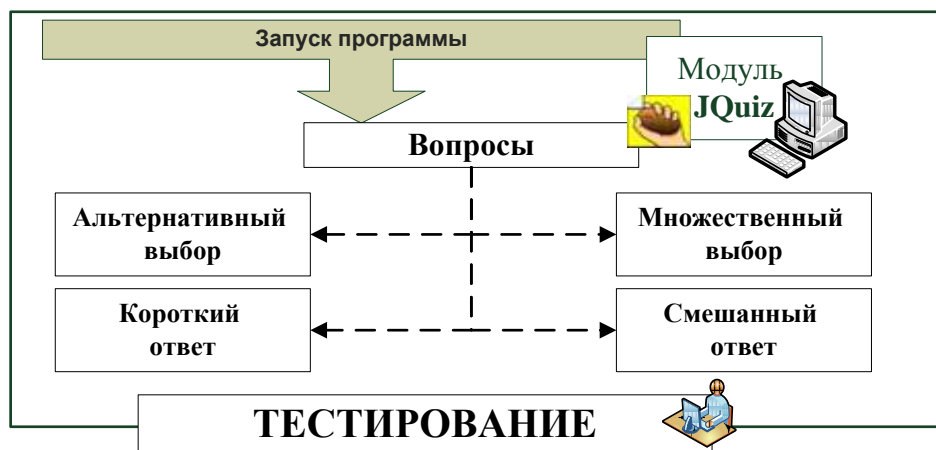 Запуск программы
Модуль
JQuiz
Вопросы
Альтернативный
выбор
Множественный
выбор
Короткий
ответ
Смешанный
ответ
ТЕСТИРОВАНИЕ